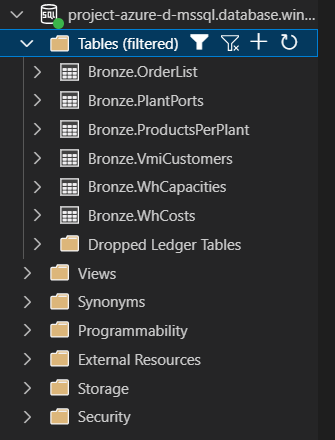 project-azure-d-mssql.database.win...
Tables (filtered)
Bronze.OrderList
Bronze.PlantPorts
Bronze.ProductsPerPlant
Bronze.VmiCustomers
Bronze.WhCapacities
Bronze.WhCosts
Dropped Ledger Tables
Views
Synonyms
Programmability
External Resources
Storage
Security